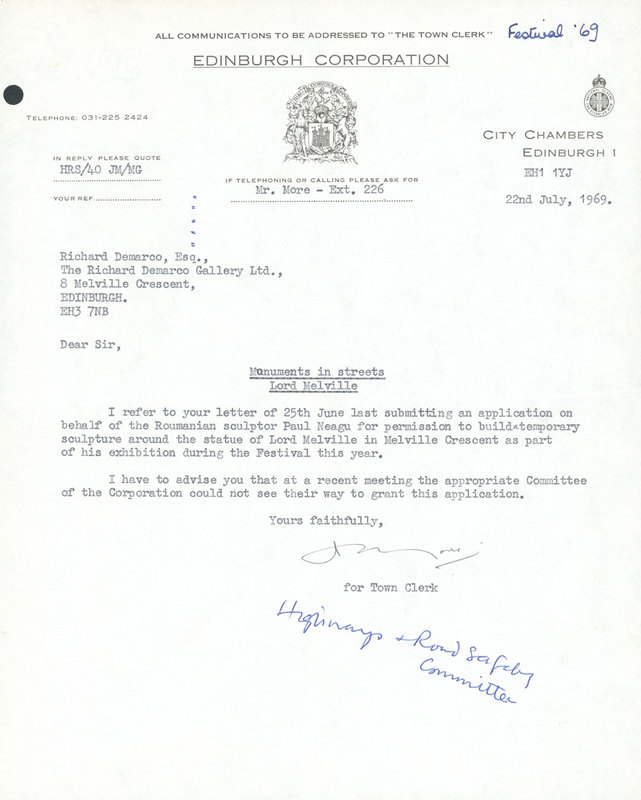 ALL COMMUNICATIONS TO BE ADDRESSED TO "THE TOWN CLERK"
Festival '69
EDINBURGH CORPORATION
TELEPHONE: 031-225 2424
CITY CHAMBERS
EDINBURGH 1
EH1 1YJ
22nd July, 1969.
IN REPLY PLEASE QUOTE
HRS/40 JM/MG
YOUR REF.
IF TELEPHONING OR CALLING PLEASE ASK FOR
Mr. More - Ext. 226
Richard Demarco, Esq.,
The Richard Demarco Gallery Ltd.,
8 Melville Crescent,
EDINBURGH.
EH3 7NB
Dear Sir,
Monuments in streets
Lord Melville
I refer to your letter of 25th June last submitting an application on
behalf of the Roumanian sculptor Paul Neagu for permission to build temporary
sculpture around the statue of Lord Melville in Melville Crescent as part
of his exhibition during the Festival this year.
I have to advise you that at a recent meeting the appropriate Committee
of the Corporation could not see their way to grant this application.
Yours faithfully,
for Town Clerk
Highways + Road Safety
Committee